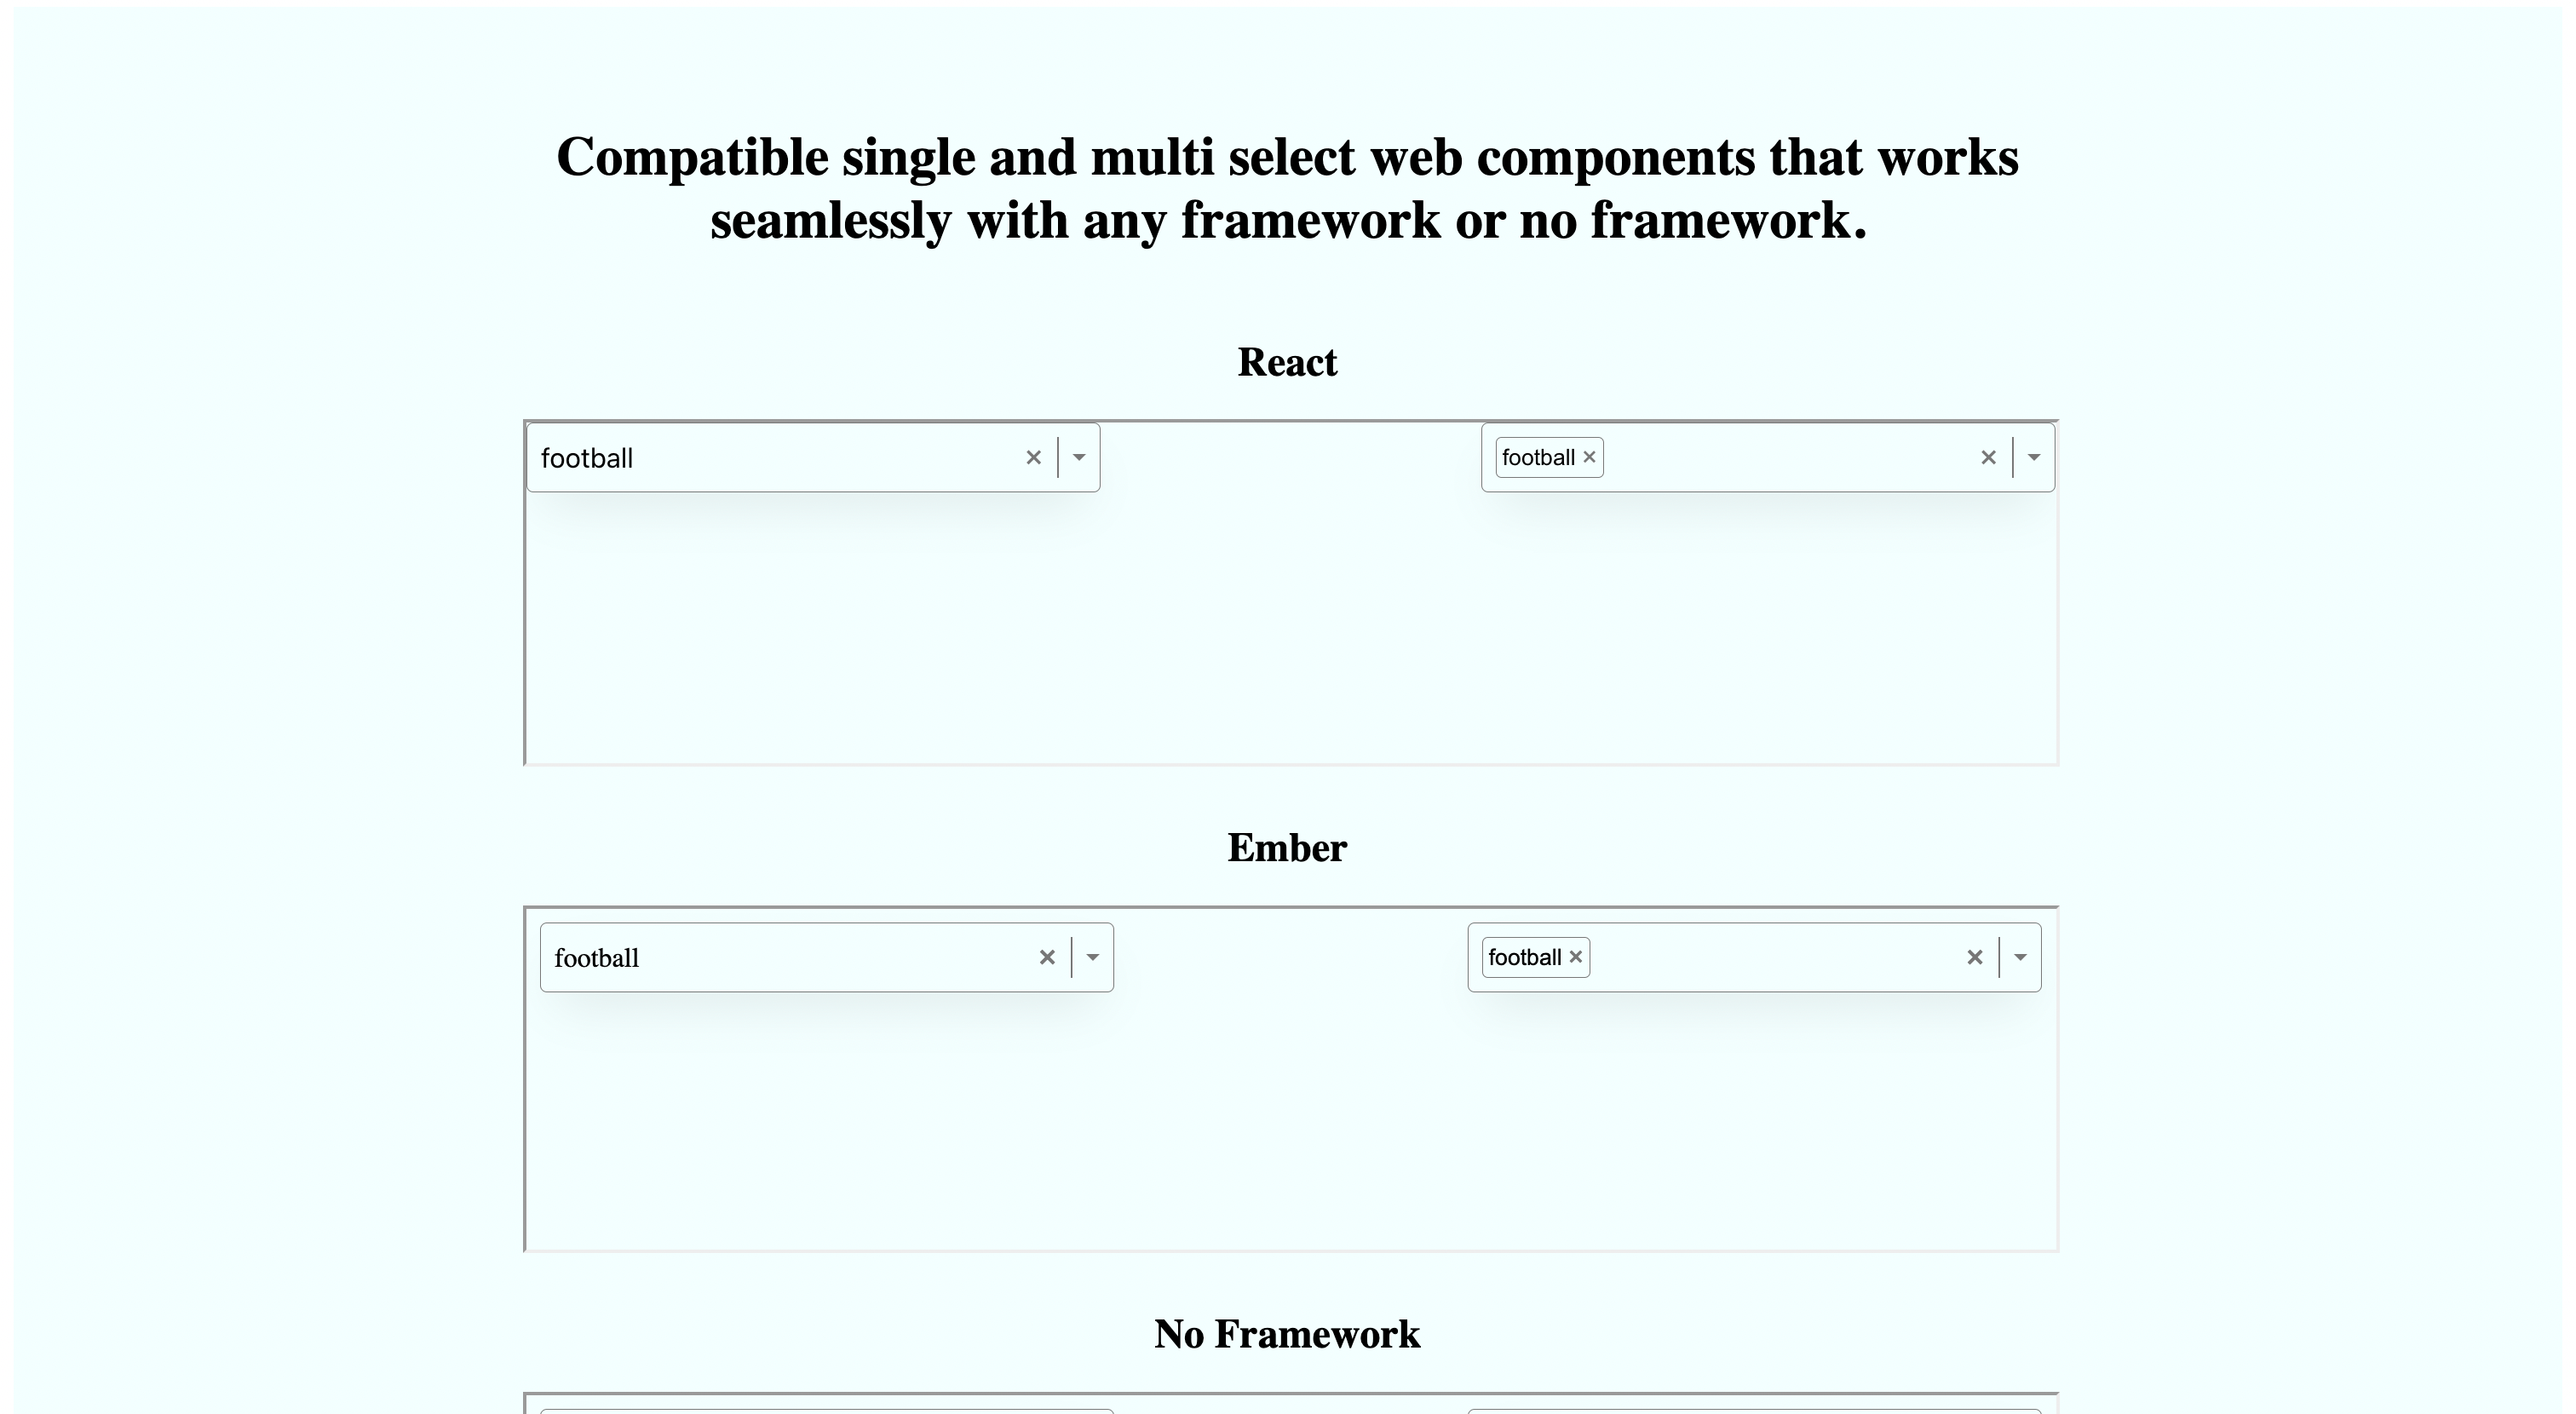 Compatible single and multi select web components that works
seamlessly with any framework or no framework.
React
football
football
Ember
football
football
No Framework